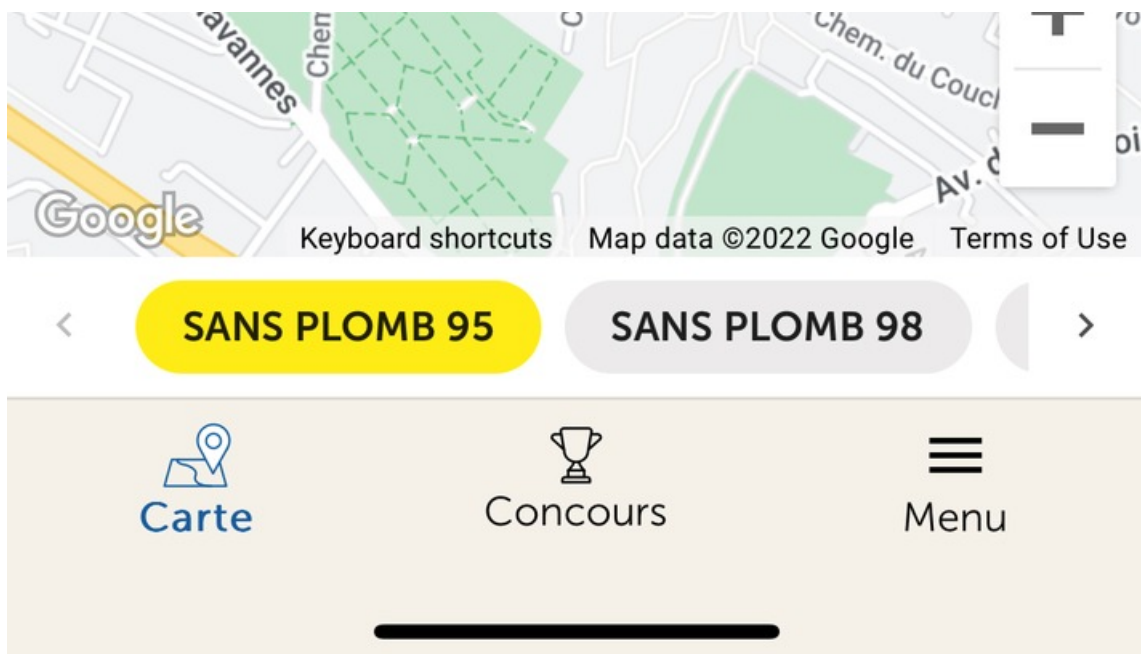 Chem
Chem. du Couch
Av. d
Google
Keyboard shortcuts
Map data ©2022 Google
Terms of Use
SANS PLOMB 95
SANS PLOMB 98
Carte
Concours
Menu